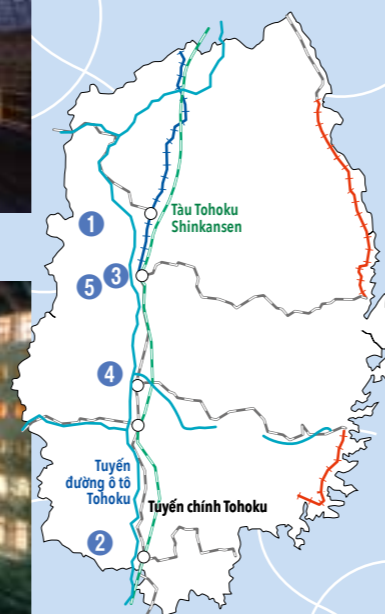 Tàu Tohoku
Shinkansen
1
5
3
4
Tuyến
đường ô tô
Tohoku
Tuyến chính Tohoku
2